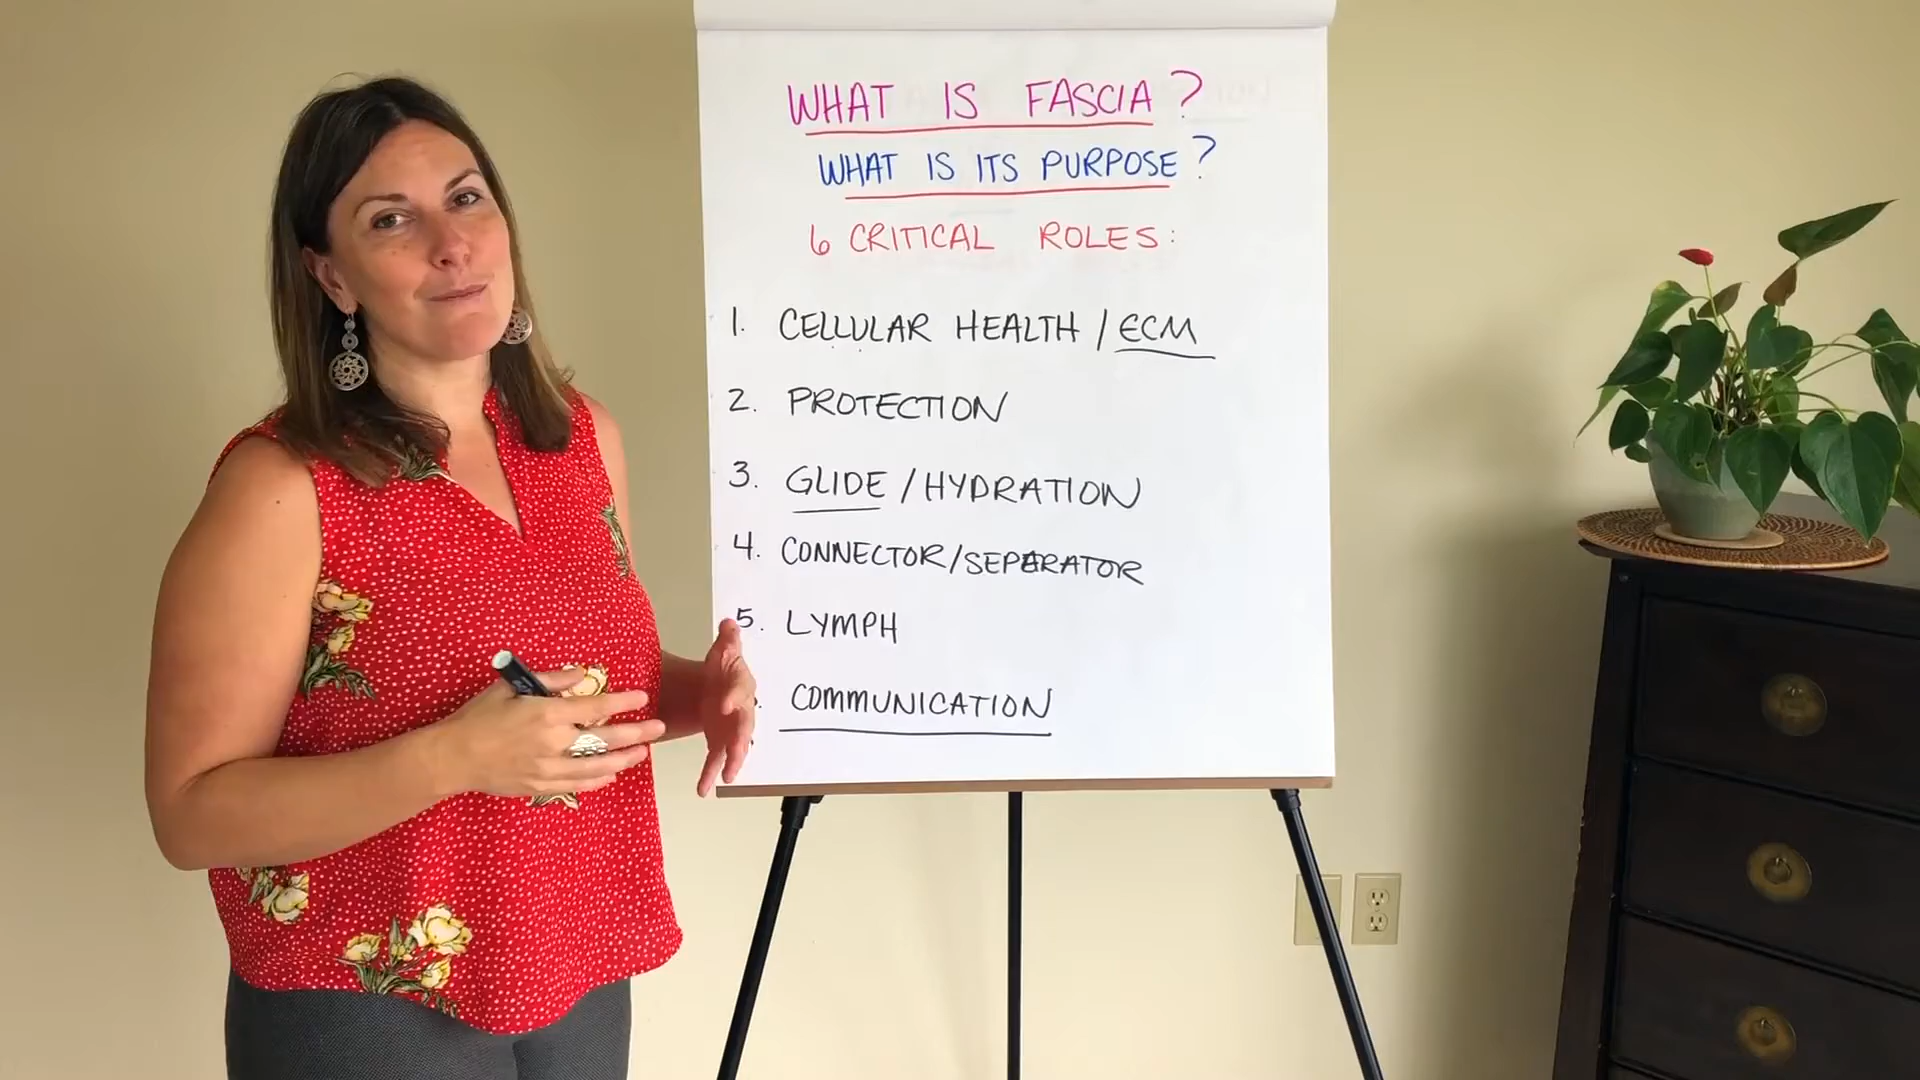 WHAT IS FASCIA?
WHAT IS ITS PURPOSE?
6 CRITICAL ROLES:
1. CELLULAR HEALTH / ECM
2. PROTECTION
3. GLIDE / HYDRATION
4. CONNECTOR/SEPARATOR
5. LYMPH
COMMUNICATION